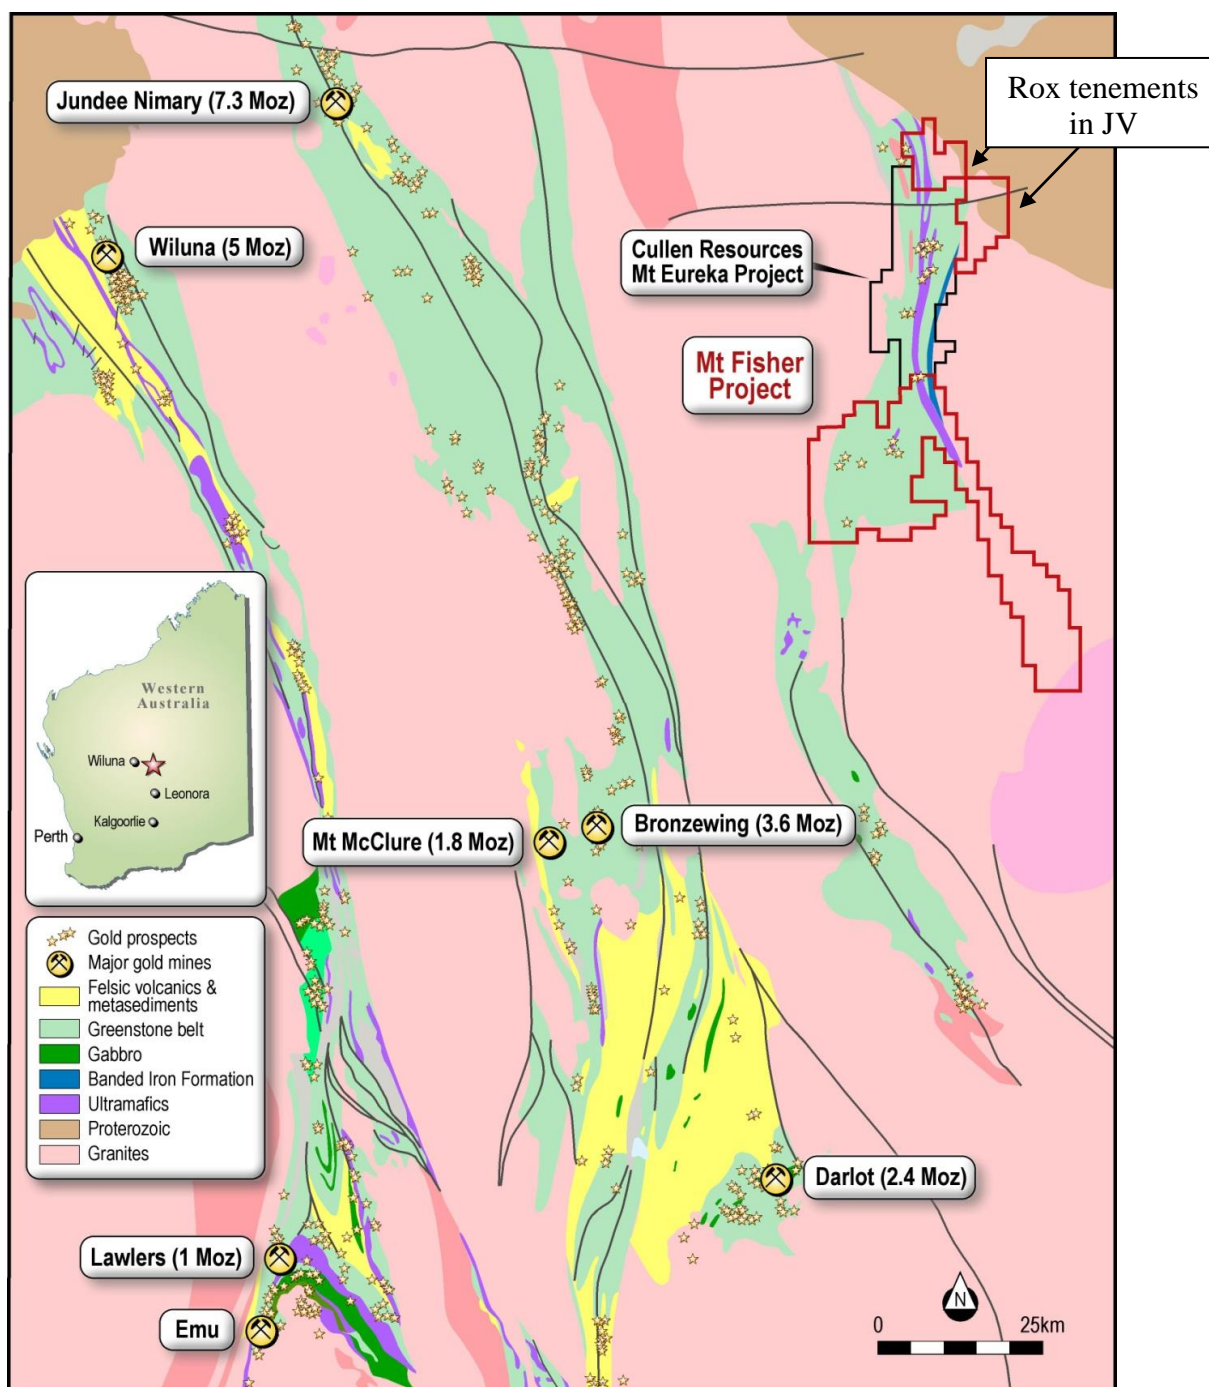 Rox tenements
in JV
Jundee Nimary (7.3 Moz)
Wiluna (5 Moz)
Cullen Resources
Mt Eureka Project
Mt Fisher
Project
Western
Australia
Wiluna
Leonora
Kalgoorlie
Perth
Mt McClure (1.8 Moz)
Bronzewing (3.6 Moz)
Gold prospects
Major gold mines
Felsic volcanics &
metasediments
Greenstone belt
Gabbro
Banded Iron Formation
Ultramafics
Proterozoic
Granites
Darlot (2.4 Moz)
Lawlers (1 Moz)
Emu
N
0 25km